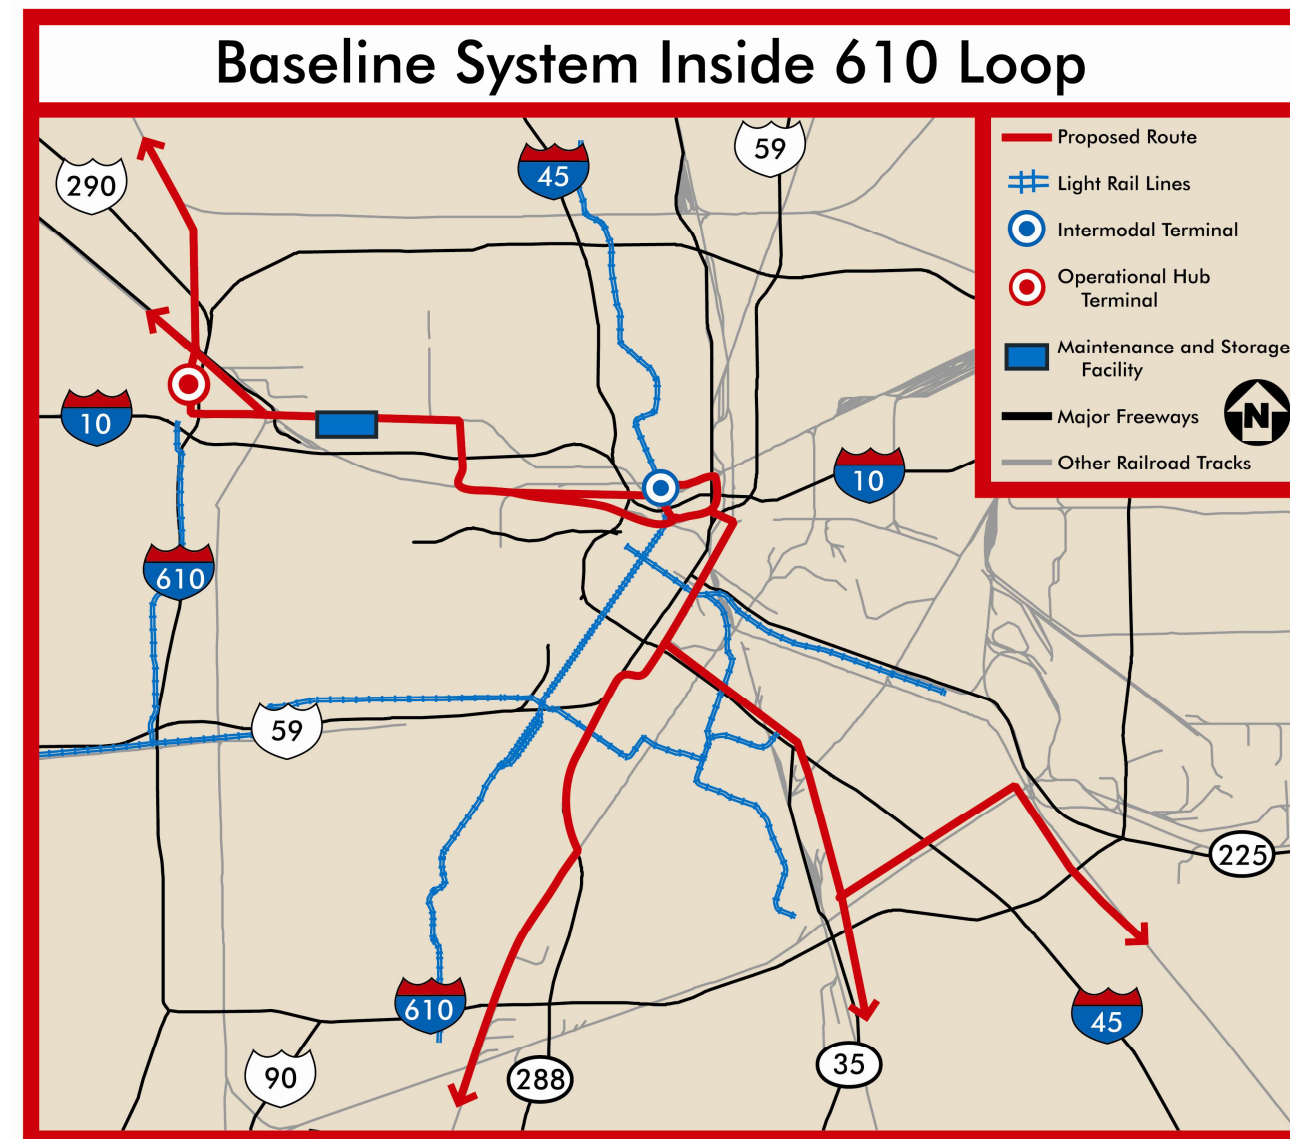 Baseline System Inside 610 Loop
Proposed Route
Light Rail Lines
Intermodal Terminal
Operational Hub
Terminal
Maintenance and Storage
Facility
Major Freeways
N
Other Railroad Tracks
290
45
59
10
10
610
59
225
610
45
90
288
35